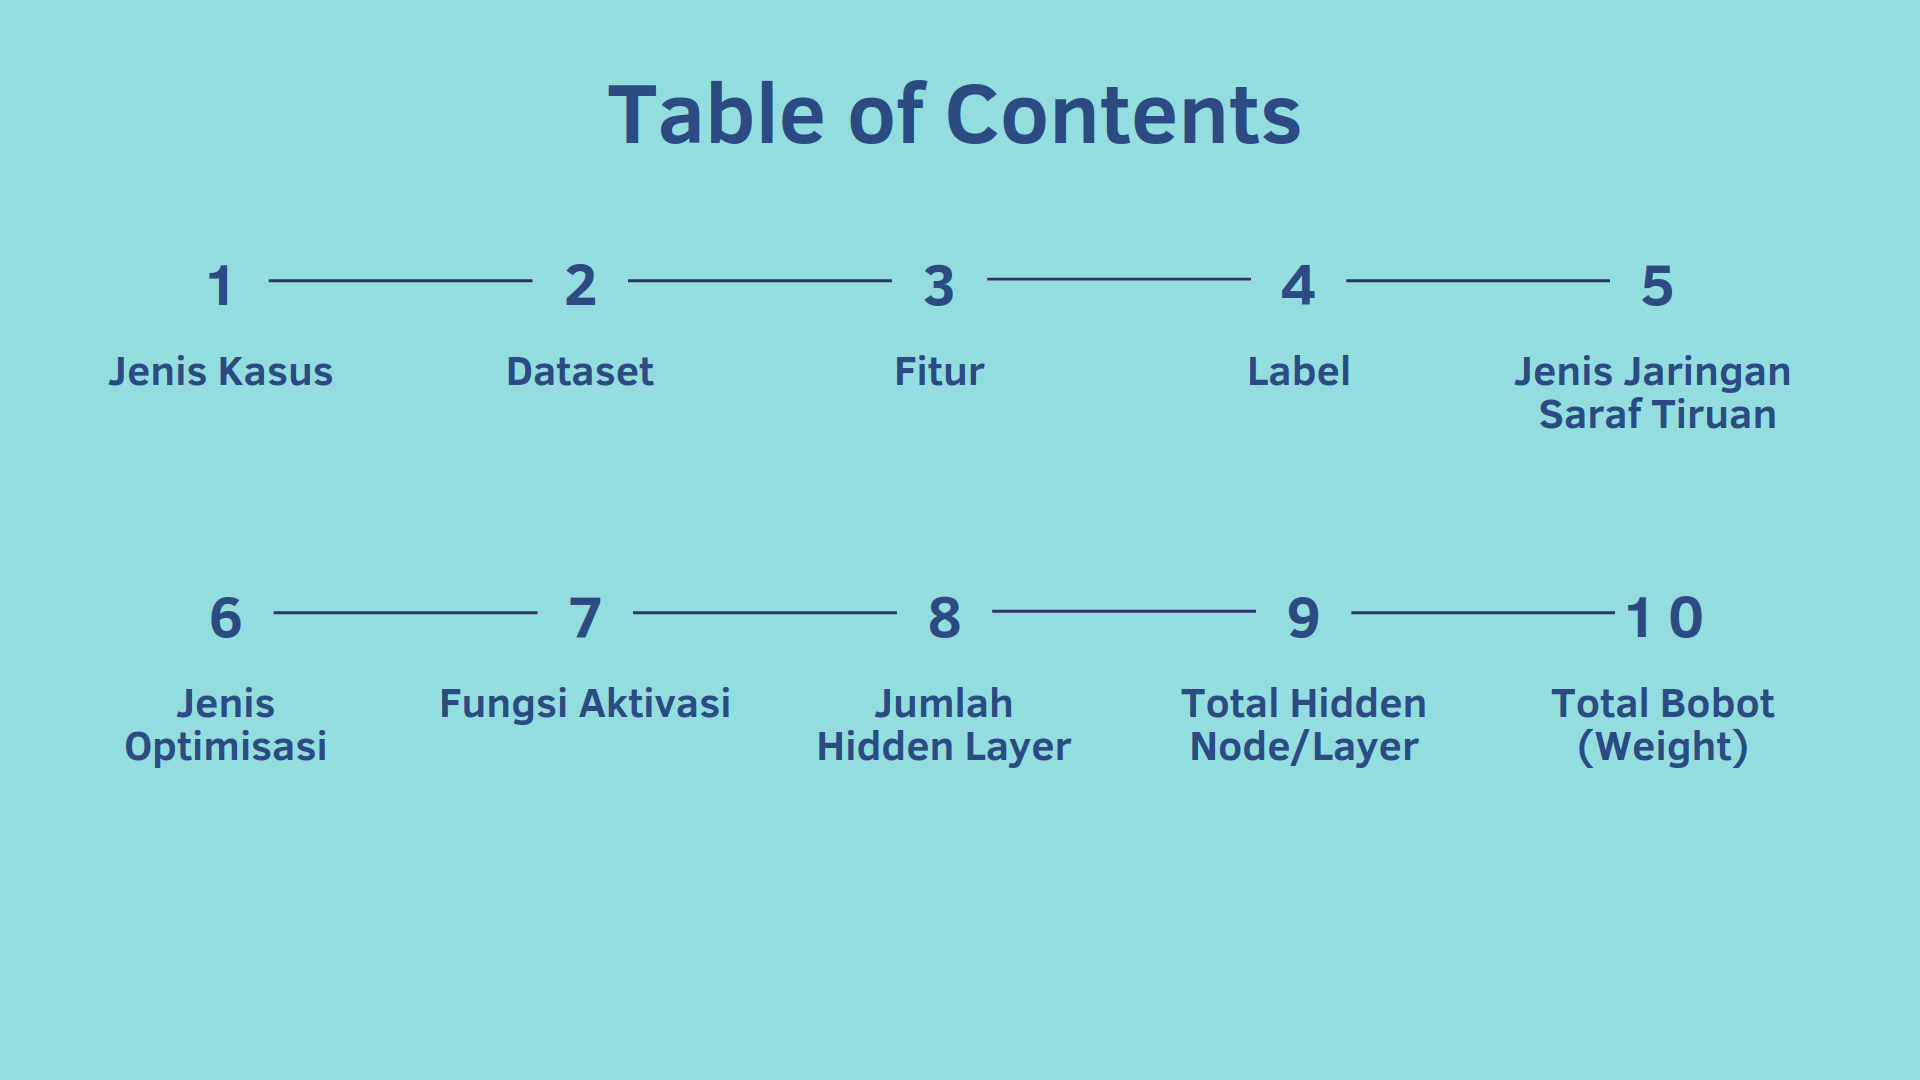 Table of Contents
1
2
3
4
5
Jenis Kasus
Dataset
Fitur
Label
Jenis Jaringan
Saraf Tiruan
6
7
8
9
10
Jenis
Optimisasi
Fungsi Aktivasi
Jumlah
Hidden Layer
Total Hidden
Node/Layer
Total Bobot
(Weight)